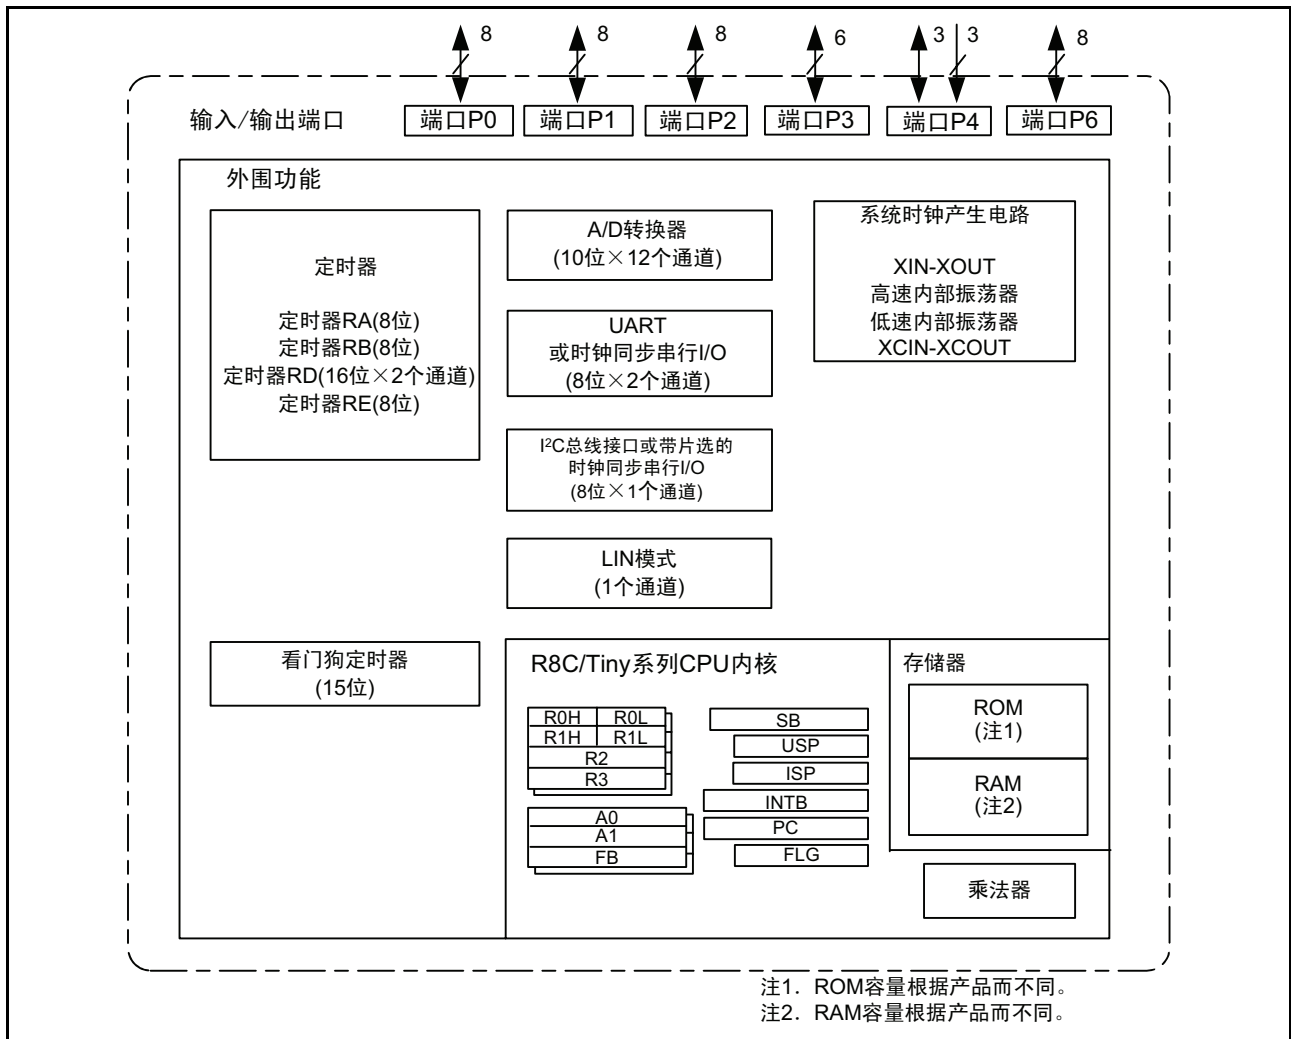 8 8 8 6 3 3 8
输入/输出端口 端口P0 端口P1 端口P2 端口P3 端口P4 端口P6
外围功能
定时器
定时器RA(8位)
定时器RB(8位)
定时器RD(16位×2个通道)
定时器RE(8位)
A/D转换器
(10位×12个通道)
UART
或时钟同步串行I/O
(8位×2个通道)
I²C总线接口或带片选的
时钟同步串行I/O
(8位×1个通道)
LIN模式
(1个通道)
系统时钟产生电路
XIN-XOUT
高速内部振荡器
低速内部振荡器
XCIN-XCOUT
看门狗定时器
(15位)
R8C/Tiny系列CPU内核
R0H R0L
R1H R1L
R2
R3
A0
A1
FB
SB
USP
ISP
INTB
PC
FLG
存储器
ROM
(注1)
RAM
(注2)
乘法器
注1. ROM容量根据产品而不同。
注2. RAM容量根据产品而不同。